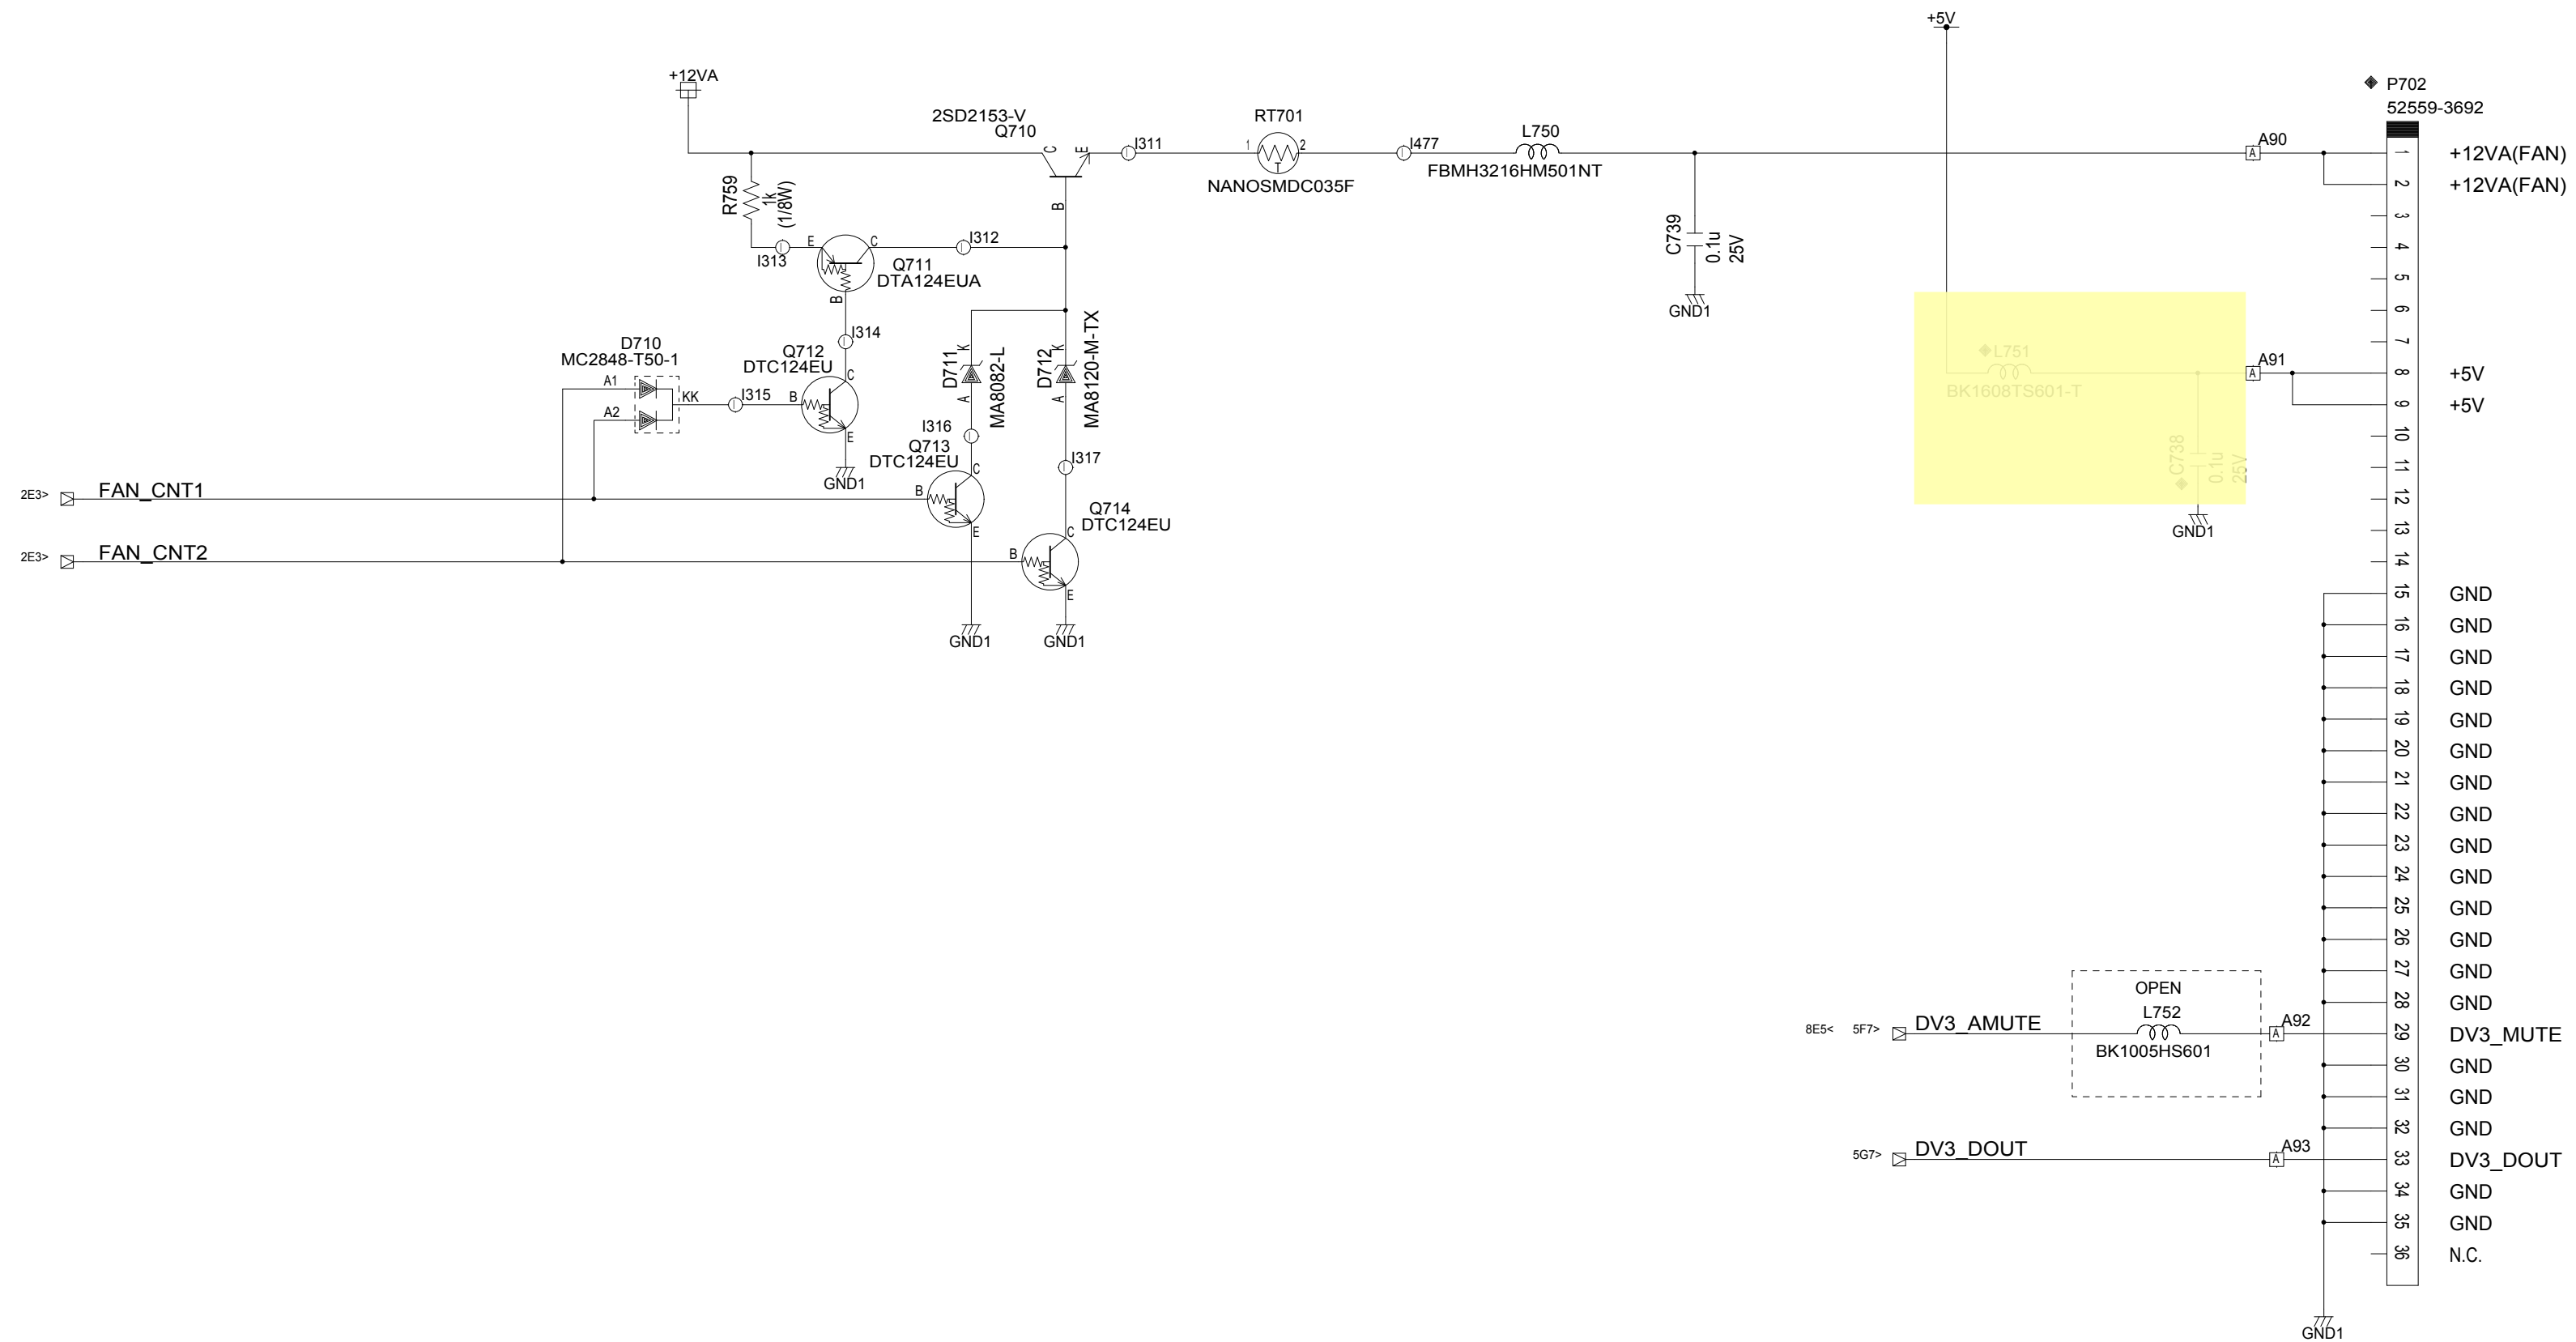 +5V
+12VA
P702
52559-3692
2SD2153-V
Q710
RT701
L750
A90
I311
I477
C
E
1
2
FBMH3216HM501NT
NANOSMDC035F
1
+12VA(FAN)
2
+12VA(FAN)
R759
1k
(1/8W)
B
3
C739
0.1u
25V
GND1
4
5
6
7
I313
E
C
I312
Q711
DTA124EUA
B
I314
D710
MC2848-T50-1
A1
A2
KK
I315
Q712
DTC124EU
B
C
E
GND1
D711
K
A
MA8082-L
D712
K
A
MA8120-M-TX
I316
Q713
DTC124EU
I317
L751
BK1608TS601-T
A91
8
+5V
9
+5V
C738
0.1u
25V
GND1
10
11
12
13
14
2E3>
FAN_CNT1
B
C
E
GND1
Q714
DTC124EU
2E3>
FAN_CNT2
B
C
E
GND1
15
GND
16
GND
17
GND
18
GND
19
GND
20
GND
21
GND
22
GND
23
GND
24
GND
25
GND
26
GND
27
GND
28
GND
OPEN
L752
BK1005HS601
8E5<
5F7>
DV3_AMUTE
A
A92
29
DV3_MUTE
30
GND
31
GND
32
GND
5G7>
DV3_DOUT
A
A93
33
DV3_DOUT
34
GND
35
GND
36
N.C.
GND1